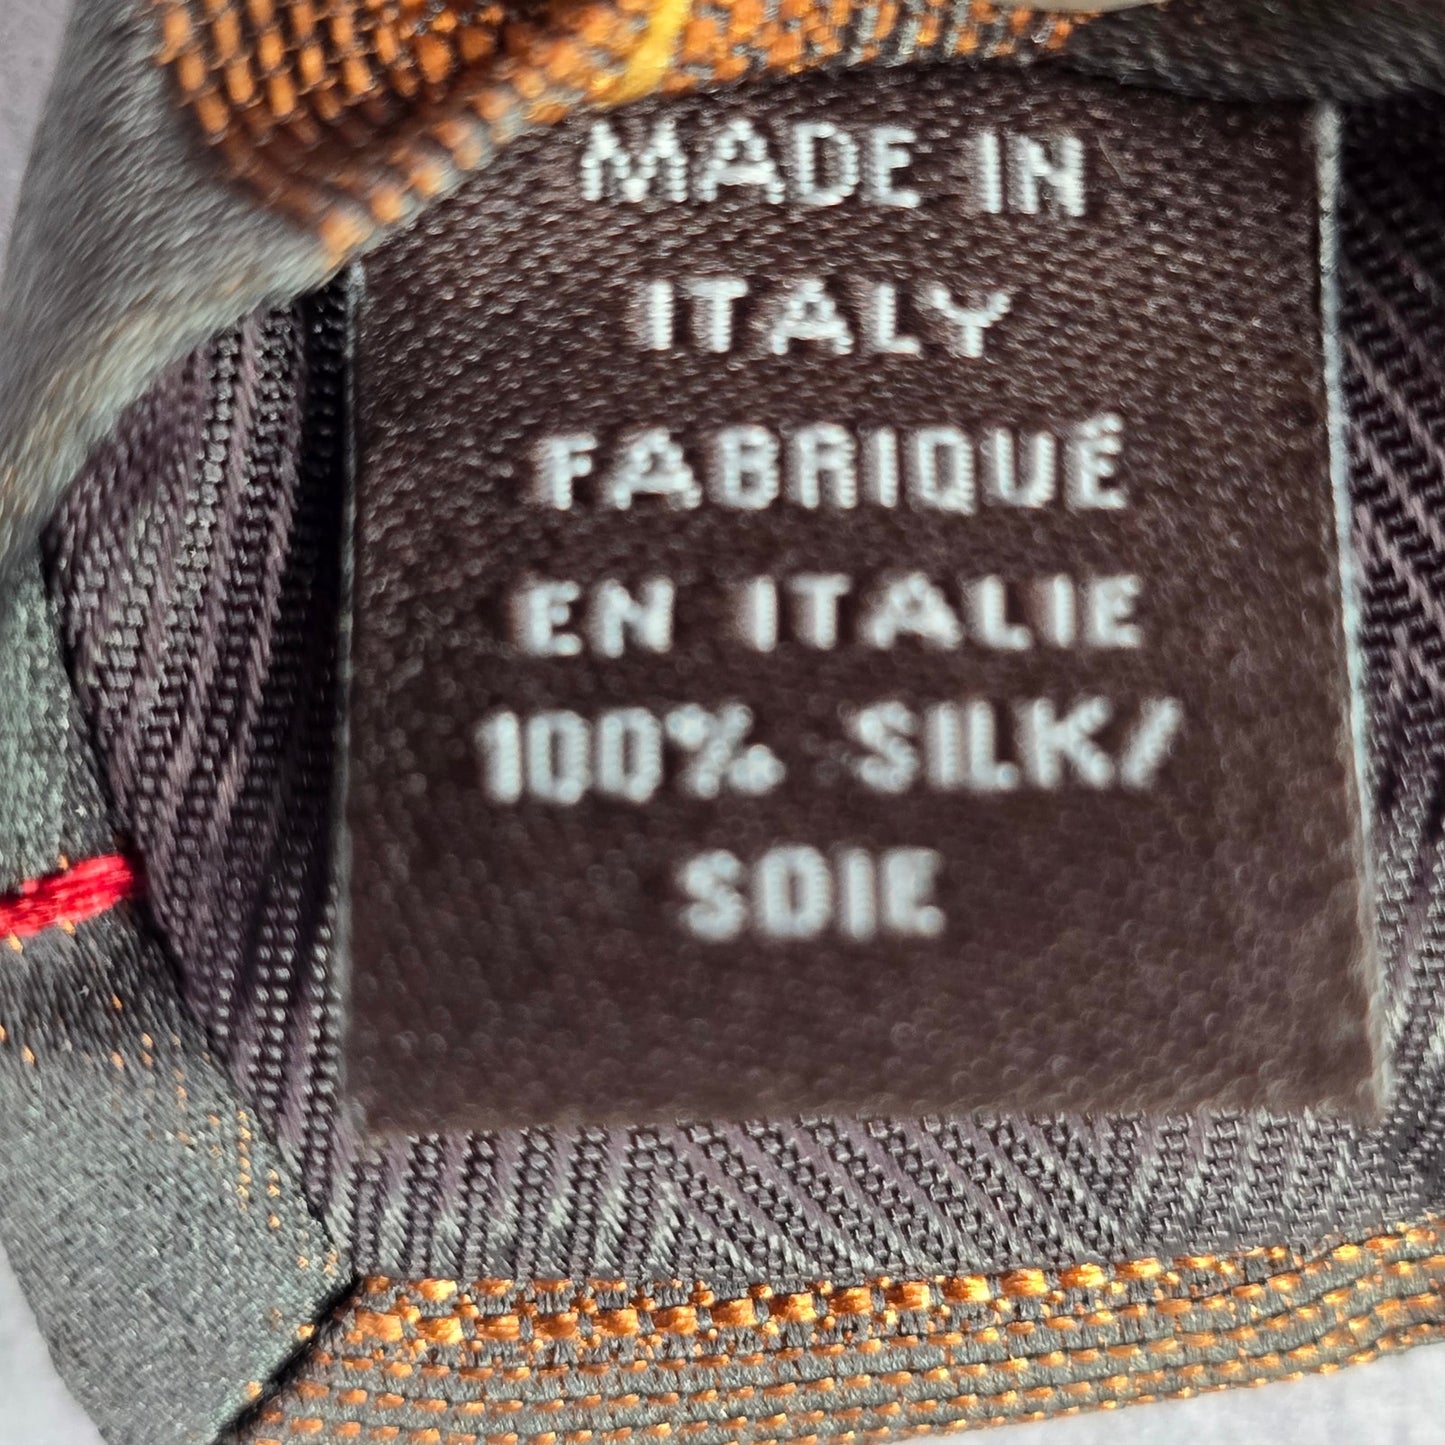 MADE IN
ITALY
FABRIQUÉ
EN ITALIE
100% SILK/
SOIE